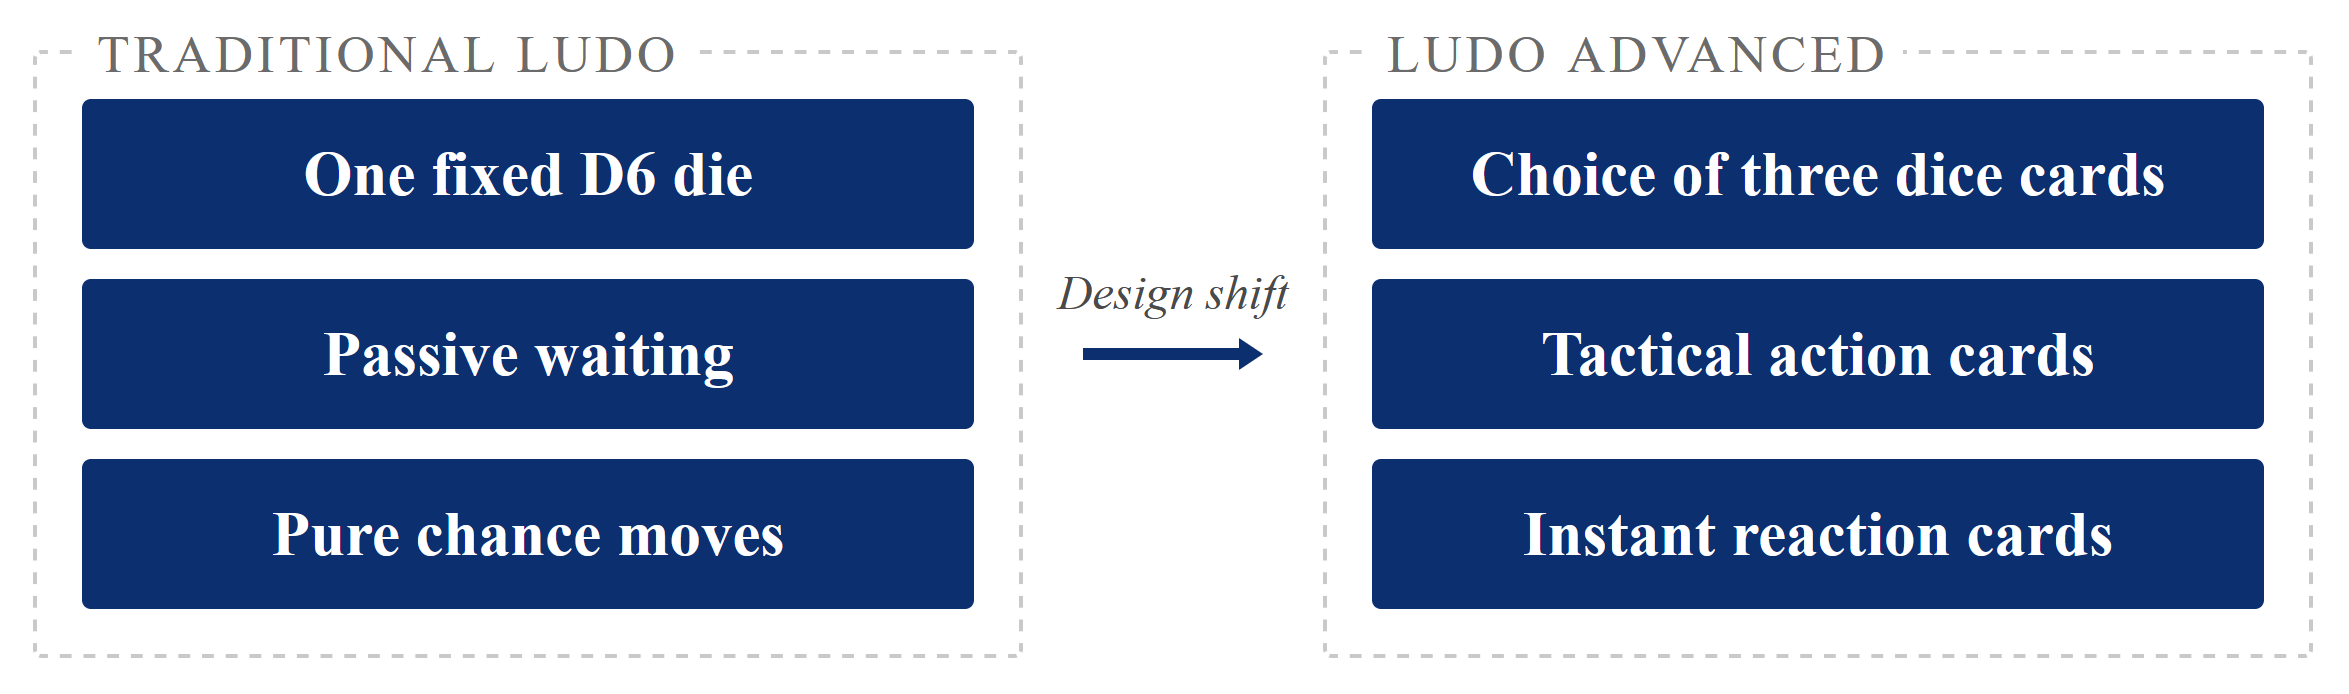 TRADITIONAL LUDO
One fixed D6 die
Passive waiting
Pure chance moves
Design shift
LUDO ADVANCED
Choice of three dice cards
Tactical action cards
Instant reaction cards